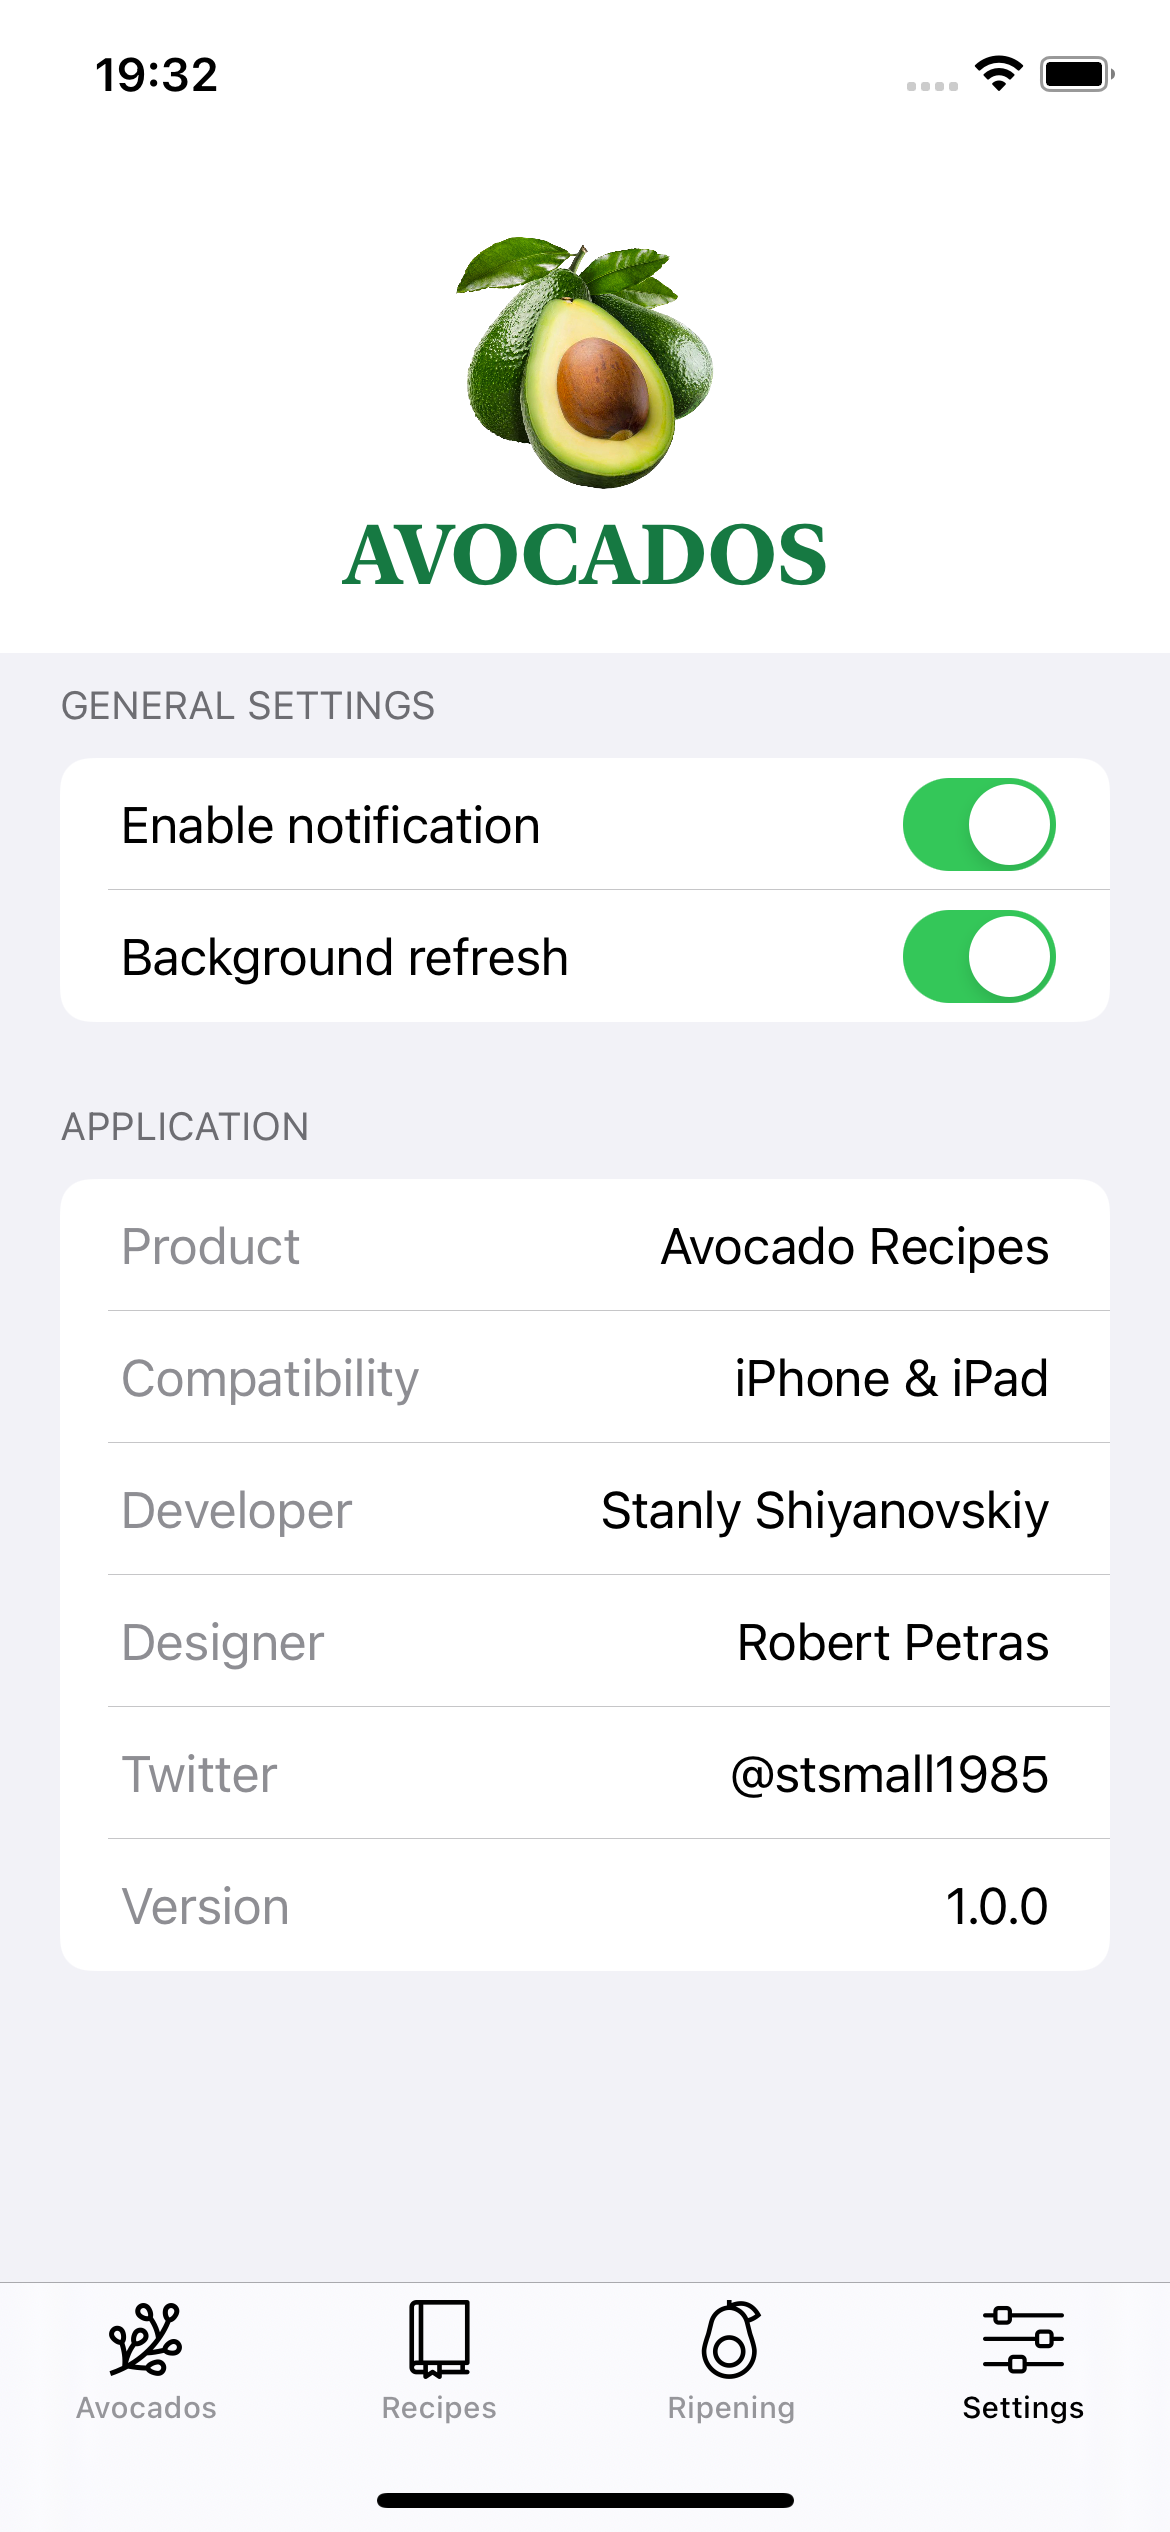 19:32
AVOCADOS
GENERAL SETTINGS
Enable notification
Background refresh
APPLICATION
Product Avocado Recipes
Compatibility iPhone & iPad
Developer Stanly Shiyanovskiy
Designer Robert Petras
Twitter @stsmall1985
Version 1.0.0
Avocados Recipes Ripening Settings